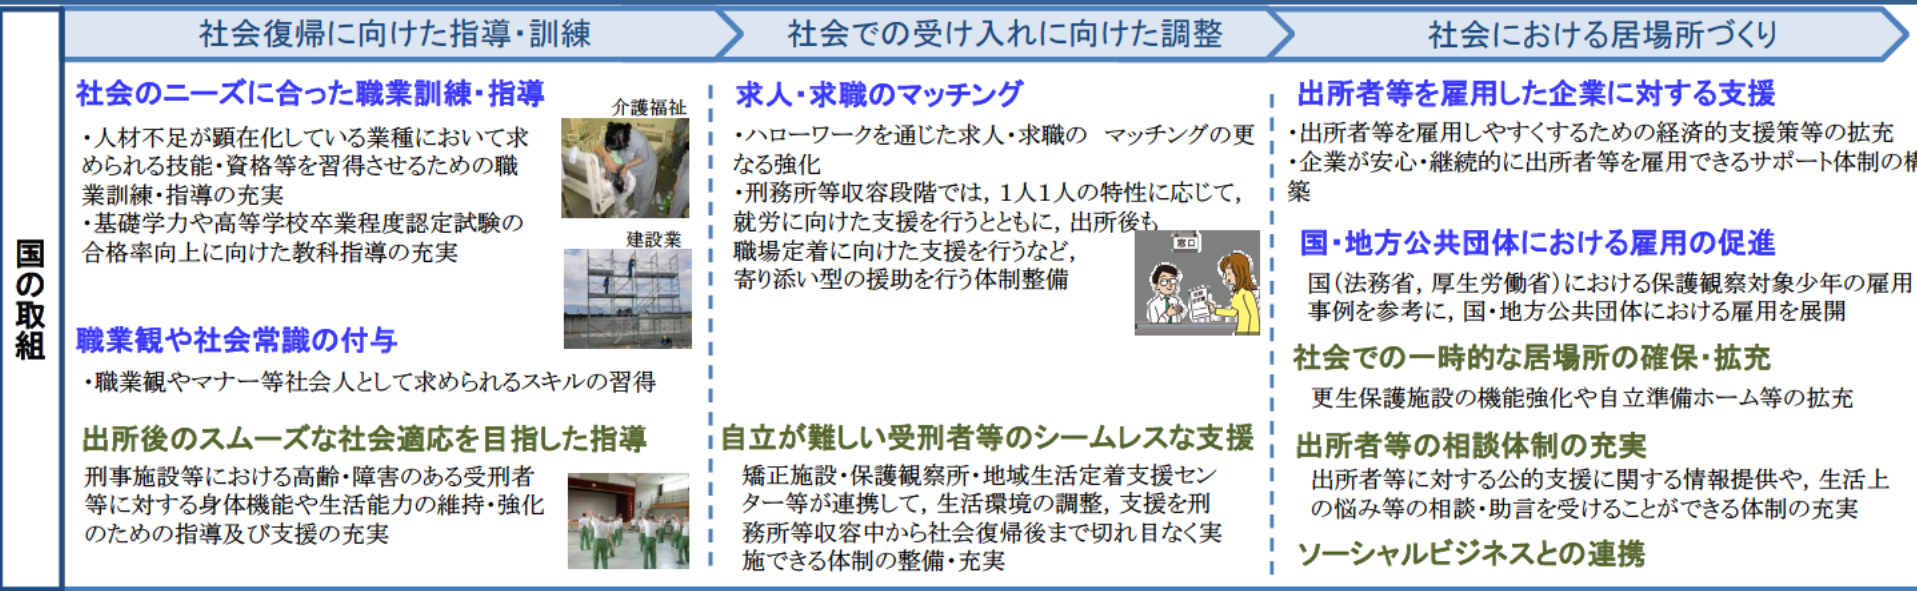 社会復帰に向けた指導・訓練
社会での受け入れに向けた調整
社会における居場所づくり
国の取組
社会のニーズに合った職業訓練・指導
介護福祉
・人材不足が顕在化している業種において求
められる技能・資格等を習得させるための職
業訓練・指導の充実
・基礎学力や高等学校卒業程度認定試験の
合格率向上に向けた教科指導の充実
建設業
職業観や社会常識の付与
・職業観やマナー等社会人として求められるスキルの習得
出所後のスムーズな社会適応を目指した指導
刑事施設等における高齢・障害のある受刑者
等に対する身体機能や生活能力の維持・強化
のための指導及び支援の充実
求人・求職のマッチング
・ハローワークを通じた求人・求職の マッチングの更
なる強化
・刑務所等収容段階では，1人1人の特性に応じて，
就労に向けた支援を行うとともに，出所後も
職場定着に向けた支援を行うなど，
寄り添い型の援助を行う体制整備
窓口
自立が難しい受刑者等のシームレスな支援
矯正施設・保護観察所・地域生活定着支援セン
ター等が連携して，生活環境の調整，支援を刑
務所等収容中から社会復帰後まで切れ目なく実
施できる体制の整備・充実
出所者等を雇用した企業に対する支援
・出所者等を雇用しやすくするための経済的支援策等の拡充
・企業が安心・継続的に出所者等を雇用できるサポート体制の構
築
国・地方公共団体における雇用の促進
国（法務省，厚生労働省）における保護観察対象少年の雇用
事例を参考に，国・地方公共団体における雇用を展開
社会での一時的な居場所の確保・拡充
更生保護施設の機能強化や自立準備ホーム等の拡充
出所者等の相談体制の充実
出所者等に対する公的支援に関する情報提供や，生活上
の悩み等の相談・助言を受けることができる体制の充実
ソーシャルビジネスとの連携